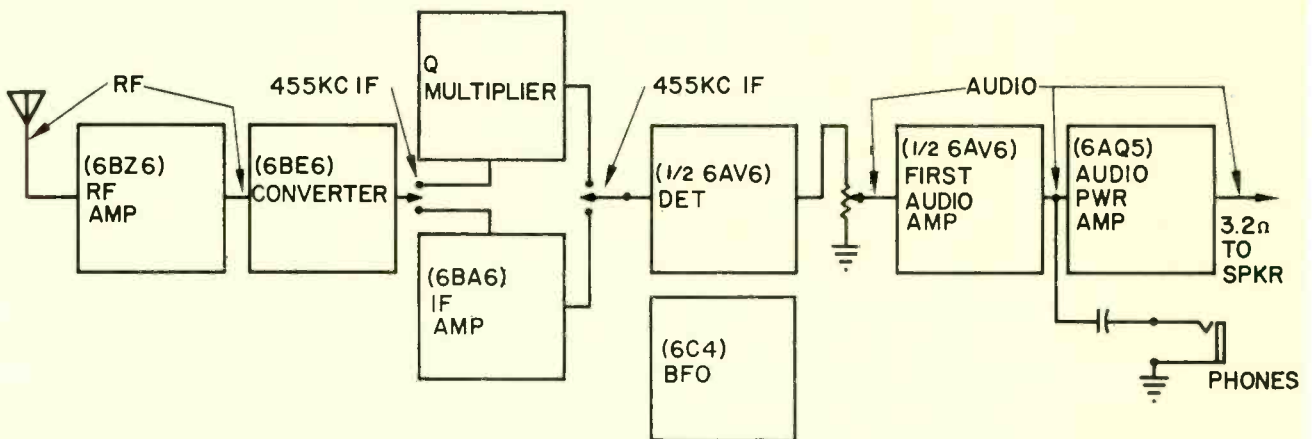 RF
455KC IF
Q
MULTIPLIER
455KC IF
AUDIO
(6BZ6)
RF
AMP
(6BE6)
CONVERTER
(6BA6)
IF
AMP
(1/2 6AV6)
DET
(6C4)
BFO
(1/2 6AV6)
FIRST
AUDIO
AMP
(6AQ5)
AUDIO
PWR
AMP
3.2Ω
TO
SPKR
PHONES